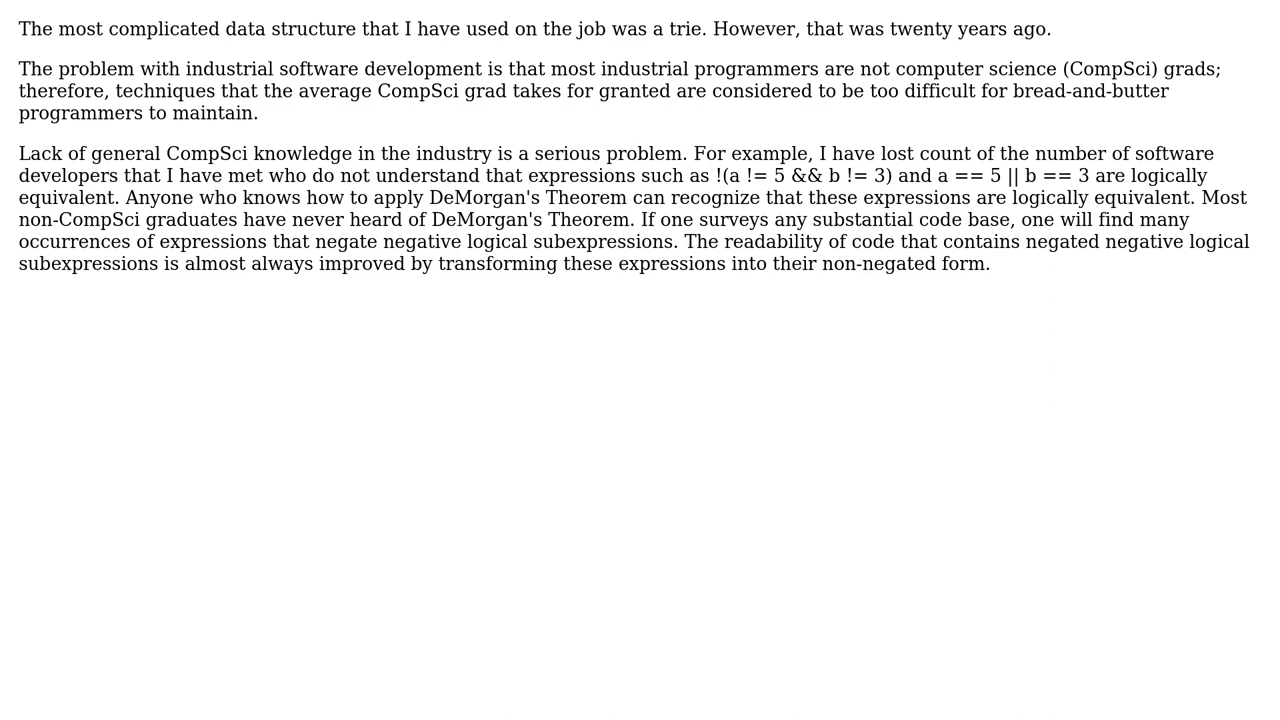 The most complicated data structure that I have used on the job was a trie. However, that was twenty years ago.
The problem with industrial software development is that most industrial programmers are not computer science (CompSci) grads;
therefore, techniques that the average CompSci grad takes for granted are considered to be too difficult for bread-and-butter
programmers to maintain.
Lack of general CompSci knowledge in the industry is a serious problem. For example, I have lost count of the number of software
developers that I have met who do not understand that expressions such as !(a != 5 && b != 3) and a == 5 || b == 3 are logically
equivalent. Anyone who knows how to apply DeMorgan's Theorem can recognize that these expressions are logically equivalent. Most
non-CompSci graduates have never heard of DeMorgan's Theorem. If one surveys any substantial code base, one will find many
occurrences of expressions that negate negative logical subexpressions. The readability of code that contains negated negative logical
subexpressions is almost always improved by transforming these expressions into their non-negated form.